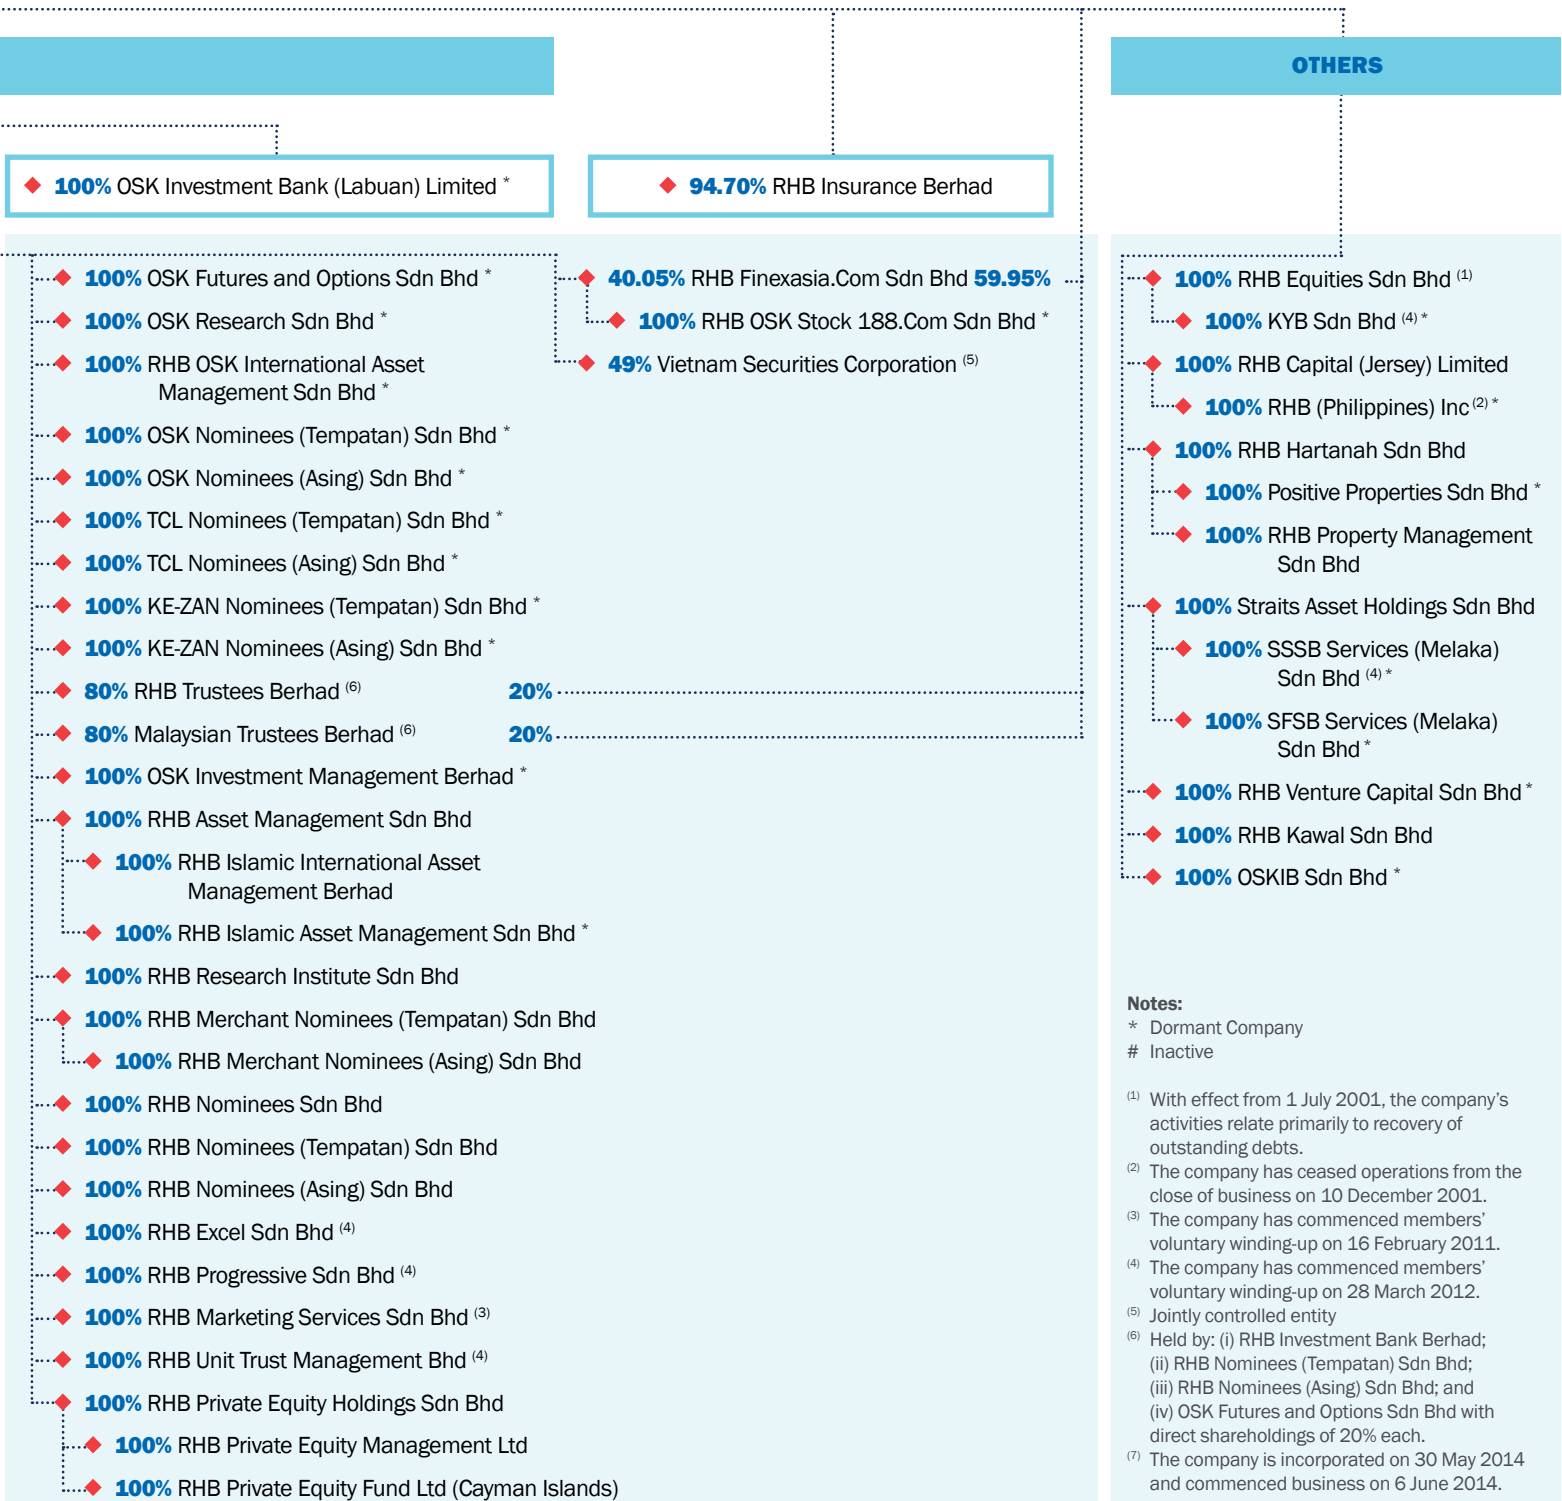 OTHERS
100% OSK Investment Bank (Labuan) Limited *
94.70% RHB Insurance Berhad
100% OSK Futures and Options Sdn Bhd *
100% OSK Research Sdn Bhd *
100% RHB OSK International Asset
Management Sdn Bhd *
100% OSK Nominees (Tempatan) Sdn Bhd *
100% OSK Nominees (Asing) Sdn Bhd *
100% TCL Nominees (Tempatan) Sdn Bhd *
100% TCL Nominees (Asing) Sdn Bhd *
100% KE-ZAN Nominees (Tempatan) Sdn Bhd *
100% KE-ZAN Nominees (Asing) Sdn Bhd *
80% RHB Trustees Berhad (6) 20%
80% Malaysian Trustees Berhad (6) 20%
100% OSK Investment Management Berhad *
100% RHB Asset Management Sdn Bhd
100% RHB Islamic International Asset
Management Berhad
100% RHB Islamic Asset Management Sdn Bhd *
100% RHB Research Institute Sdn Bhd
100% RHB Merchant Nominees (Tempatan) Sdn Bhd
100% RHB Merchant Nominees (Asing) Sdn Bhd
100% RHB Nominees Sdn Bhd
100% RHB Nominees (Tempatan) Sdn Bhd
100% RHB Nominees (Asing) Sdn Bhd
100% RHB Excel Sdn Bhd (4)
100% RHB Progressive Sdn Bhd (4)
100% RHB Marketing Services Sdn Bhd (3)
100% RHB Unit Trust Management Bhd (4)
100% RHB Private Equity Holdings Sdn Bhd
100% RHB Private Equity Management Ltd
100% RHB Private Equity Fund Ltd (Cayman Islands)
40.05% RHB Finexasia.Com Sdn Bhd 59.95%
100% RHB OSK Stock 188.Com Sdn Bhd *
49% Vietnam Securities Corporation (5)
100% RHB Equities Sdn Bhd (1)
100% KYB Sdn Bhd (4) *
100% RHB Capital (Jersey) Limited
100% RHB (Philippines) Inc (2) *
100% RHB Hartanah Sdn Bhd
100% Positive Properties Sdn Bhd *
100% RHB Property Management
Sdn Bhd
100% Straits Asset Holdings Sdn Bhd
100% SSSB Services (Melaka)
Sdn Bhd (4) *
100% SFSB Services (Melaka)
Sdn Bhd *
100% RHB Venture Capital Sdn Bhd *
100% RHB Kawal Sdn Bhd
100% OSKIB Sdn Bhd *
Notes:
* Dormant Company
# Inactive
(1) With effect from 1 July 2001, the company's
activities relate primarily to recovery of
outstanding debts.
(2) The company has ceased operations from the
close of business on 10 December 2001.
(3) The company has commenced members'
voluntary winding-up on 16 February 2011.
(4) The company has commenced members'
voluntary winding-up on 28 March 2012.
(5) Jointly controlled entity
(6) Held by: (i) RHB Investment Bank Berhad;
(ii) RHB Nominees (Tempatan) Sdn Bhd;
(iii) RHB Nominees (Asing) Sdn Bhd; and
(iv) OSK Futures and Options Sdn Bhd with
direct shareholdings of 20% each.
(7) The company is incorporated on 30 May 2014
and commenced business on 6 June 2014.